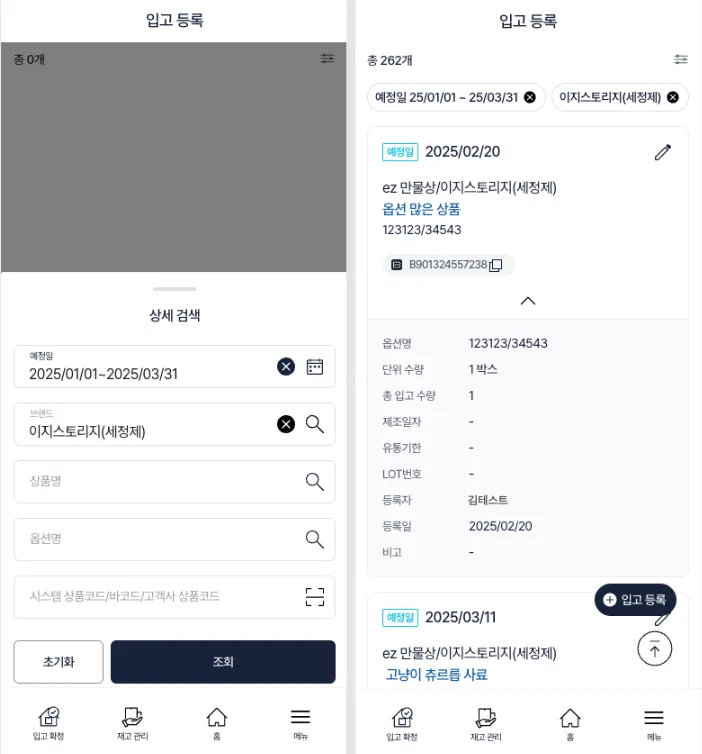 입고 등록
총 0개
상세 검색
예정일
2025/01/01~2025/03/31
브랜드
이지스토리지(세정제)
상품명
옵션명
시스템 상품코드/바코드/고객사 상품코드
초기화
조회
입고 확정
재고 관리
홈
메뉴
입고 등록
총 262개
예정일 25/01/01 ~ 25/03/31
이지스토리지(세정제)
예정일 2025/02/20
ez 만물상/이지스토리지(세정제)
옵션 많은 상품
123123/34543
B901324557238
옵션명 123123/34543
단위 수량 1 박스
총 입고 수량 1
제조일자 -
유통기한 -
LOT번호 -
등록자 김테스트
등록일 2025/02/20
비고 -
입고 등록
예정일 2025/03/11
ez 만물상/이지스토리지(세정제)
고냥이 츄르릅 사료
입고 확정
재고 관리
홈
메뉴